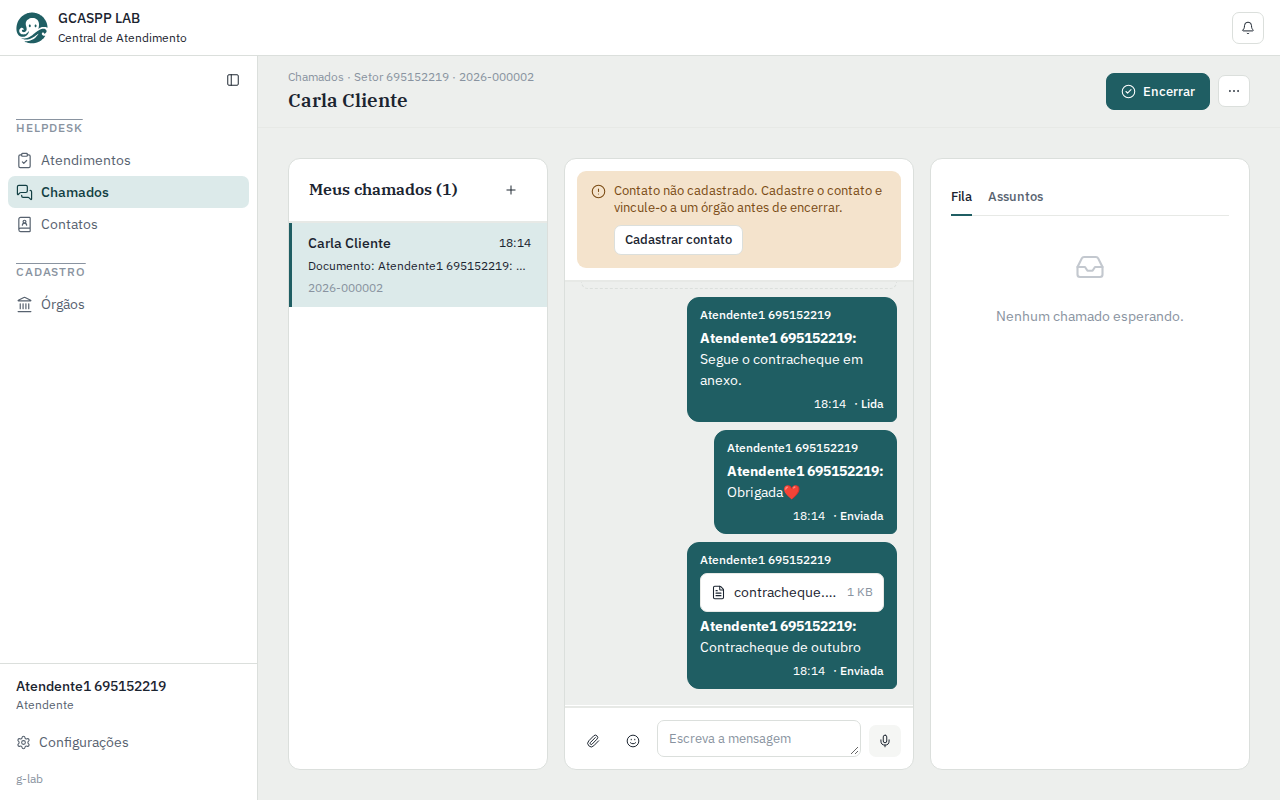 GCASPP LAB
Central de Atendimento
HELPDESK
Atendimentos
Chamados
Contatos
CADASTRO
Órgãos
Atendente1 695152219
Atendente
Configurações
g-lab
Chamados · Setor 695152219 · 2026-000002
Carla Cliente
Encerrar
Meus chamados (1)
Carla Cliente 18:14
Documento: Atendente1 695152219: ...
2026-000002
Contato não cadastrado. Cadastre o contato e
vincule-o a um órgão antes de encerrar.
Cadastrar contato
Atendente1 695152219
Atendente1 695152219:
Segue o contracheque em
anexo.
18:14 · Lida
Atendente1 695152219
Atendente1 695152219:
Obrigada❤️
18:14 · Enviada
Atendente1 695152219
contracheque.... 1 KB
Atendente1 695152219:
Contracheque de outubro
18:14 · Enviada
Escreva a mensagem
Fila Assuntos
Nenhum chamado esperando.